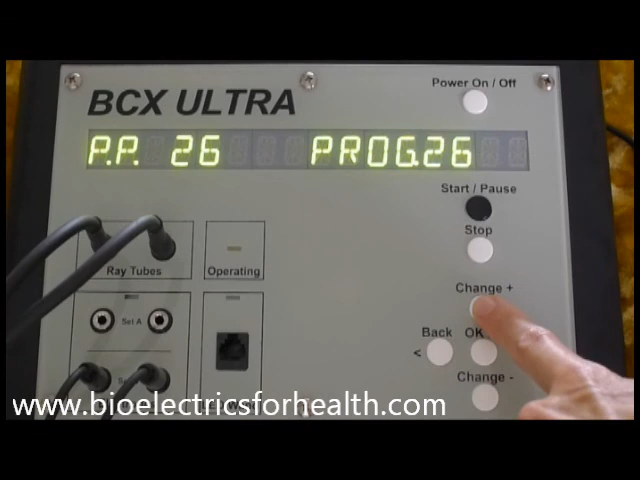 Power On / Off
BCX ULTRA
P.P. 26 PROG.26
Start / Pause
Stop
Ray Tubes
Operating
Change +
Set A
Back
OK
<
Change -
www.bioelectricsforhealth.com